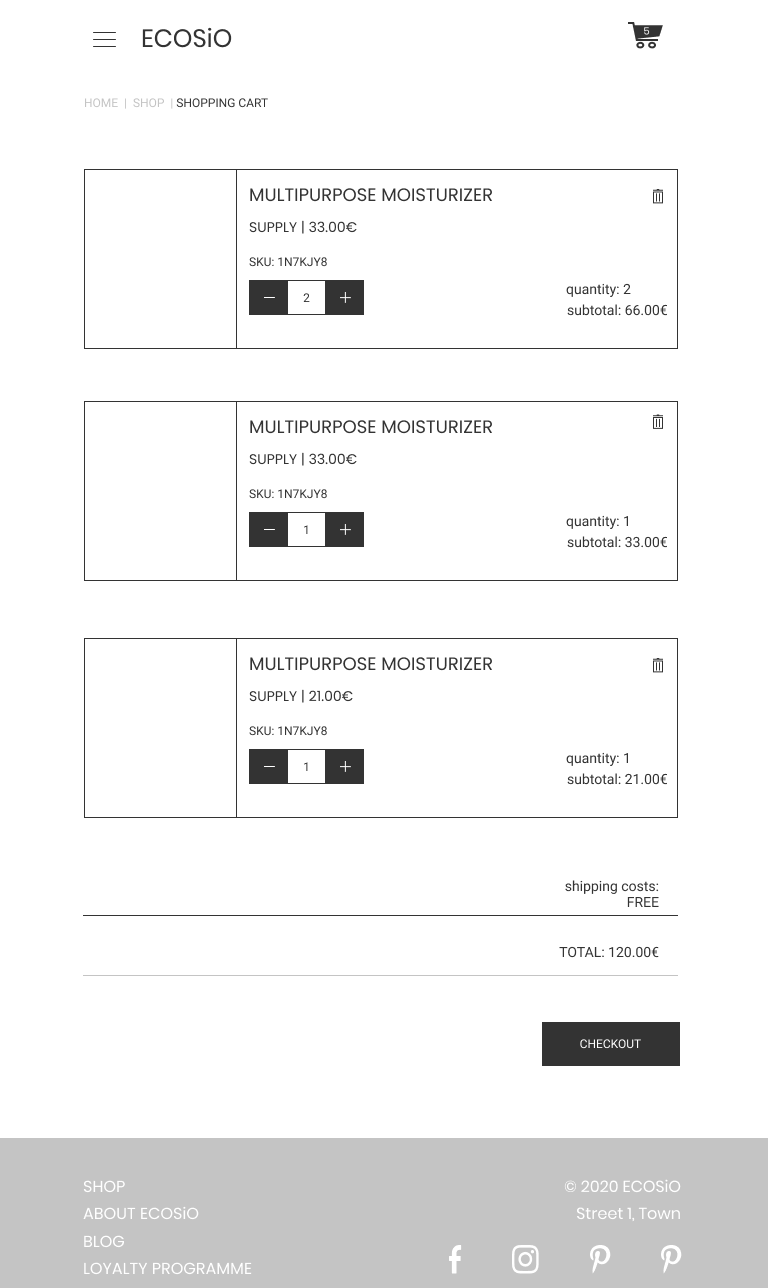 ECOSiO
5
HOME | SHOP | SHOPPING CART
MULTIPURPOSE MOISTURIZER
SUPPLY | 33.00€
SKU: 1N7KJY8
2
quantity: 2
subtotal: 66.00€
MULTIPURPOSE MOISTURIZER
SUPPLY | 33.00€
SKU: 1N7KJY8
1
quantity: 1
subtotal: 33.00€
MULTIPURPOSE MOISTURIZER
SUPPLY | 21.00€
SKU: 1N7KJY8
1
quantity: 1
subtotal: 21.00€
shipping costs:
FREE
TOTAL: 120.00€
CHECKOUT
SHOP
ABOUT ECOSiO
BLOG
LOYALTY PROGRAMME
© 2020 ECOSiO
Street 1, Town